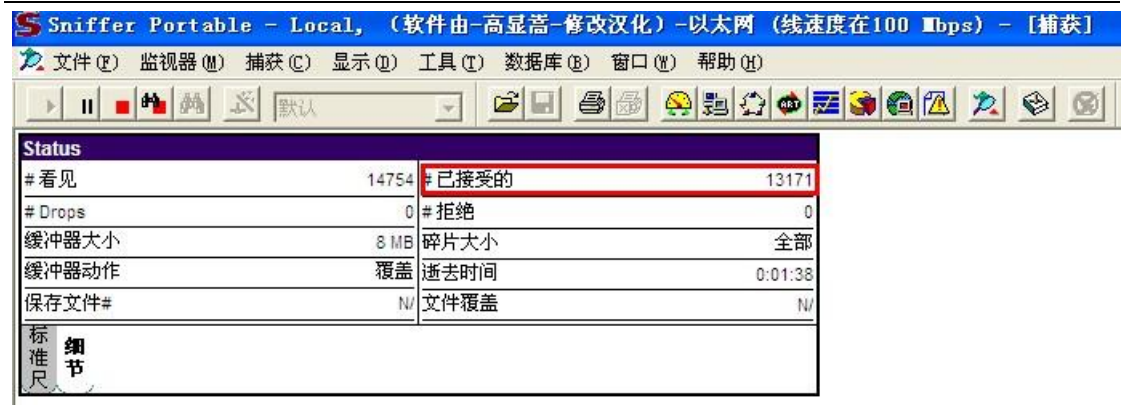 Sniffer Portable - Local, （软件由-高显嵩-修改汉化）-以太网 (线速度在100 Mbps) - [捕获]
文件(F) 监视器(M) 捕获(C) 显示(D) 工具(T) 数据库(B) 窗口(W) 帮助(H)
默认
ART
Status
#看见 14754 #已接受的 13171
# Drops 0 #拒绝 0
缓冲器大小 8 MB 碎片大小 全部
缓冲器动作 覆盖 逝去时间 0:01:38
保存文件# N/ 文件覆盖 N/
标准尺 细节